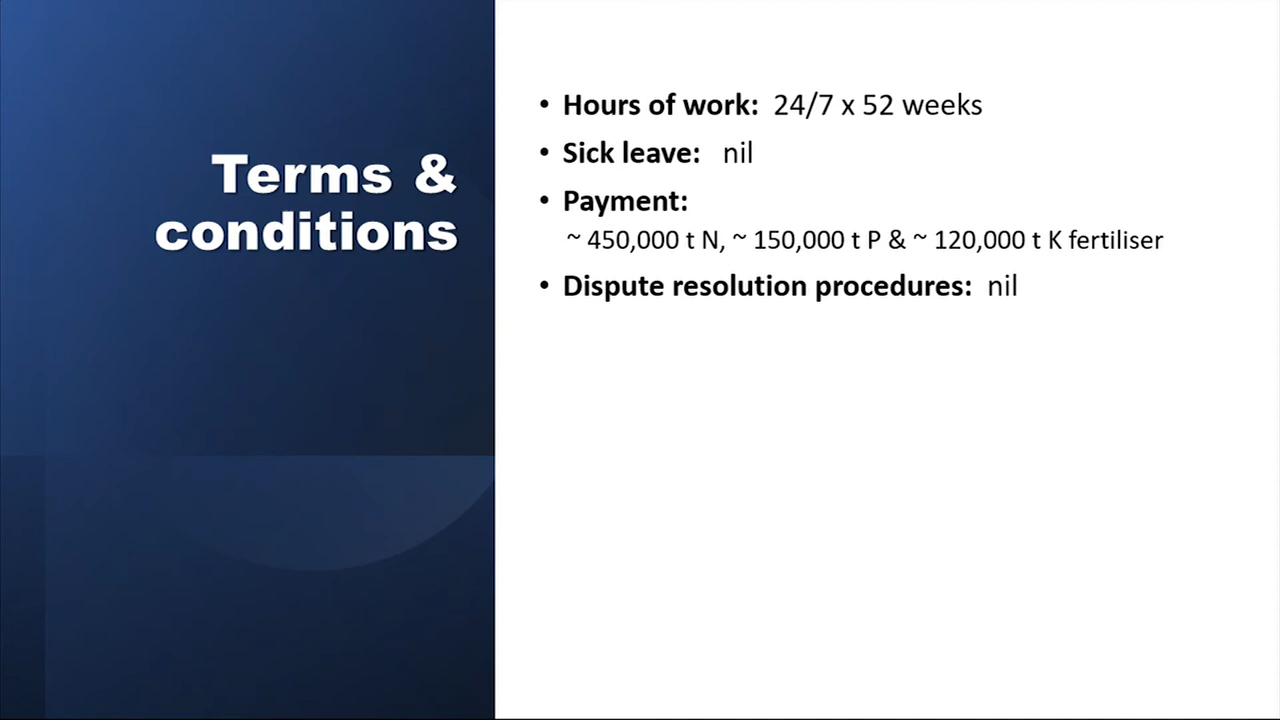 Terms &
conditions
• Hours of work: 24/7 x 52 weeks
• Sick leave: nil
• Payment:
~ 450,000 t N, ~ 150,000 t P & ~ 120,000 t K fertiliser
• Dispute resolution procedures: nil